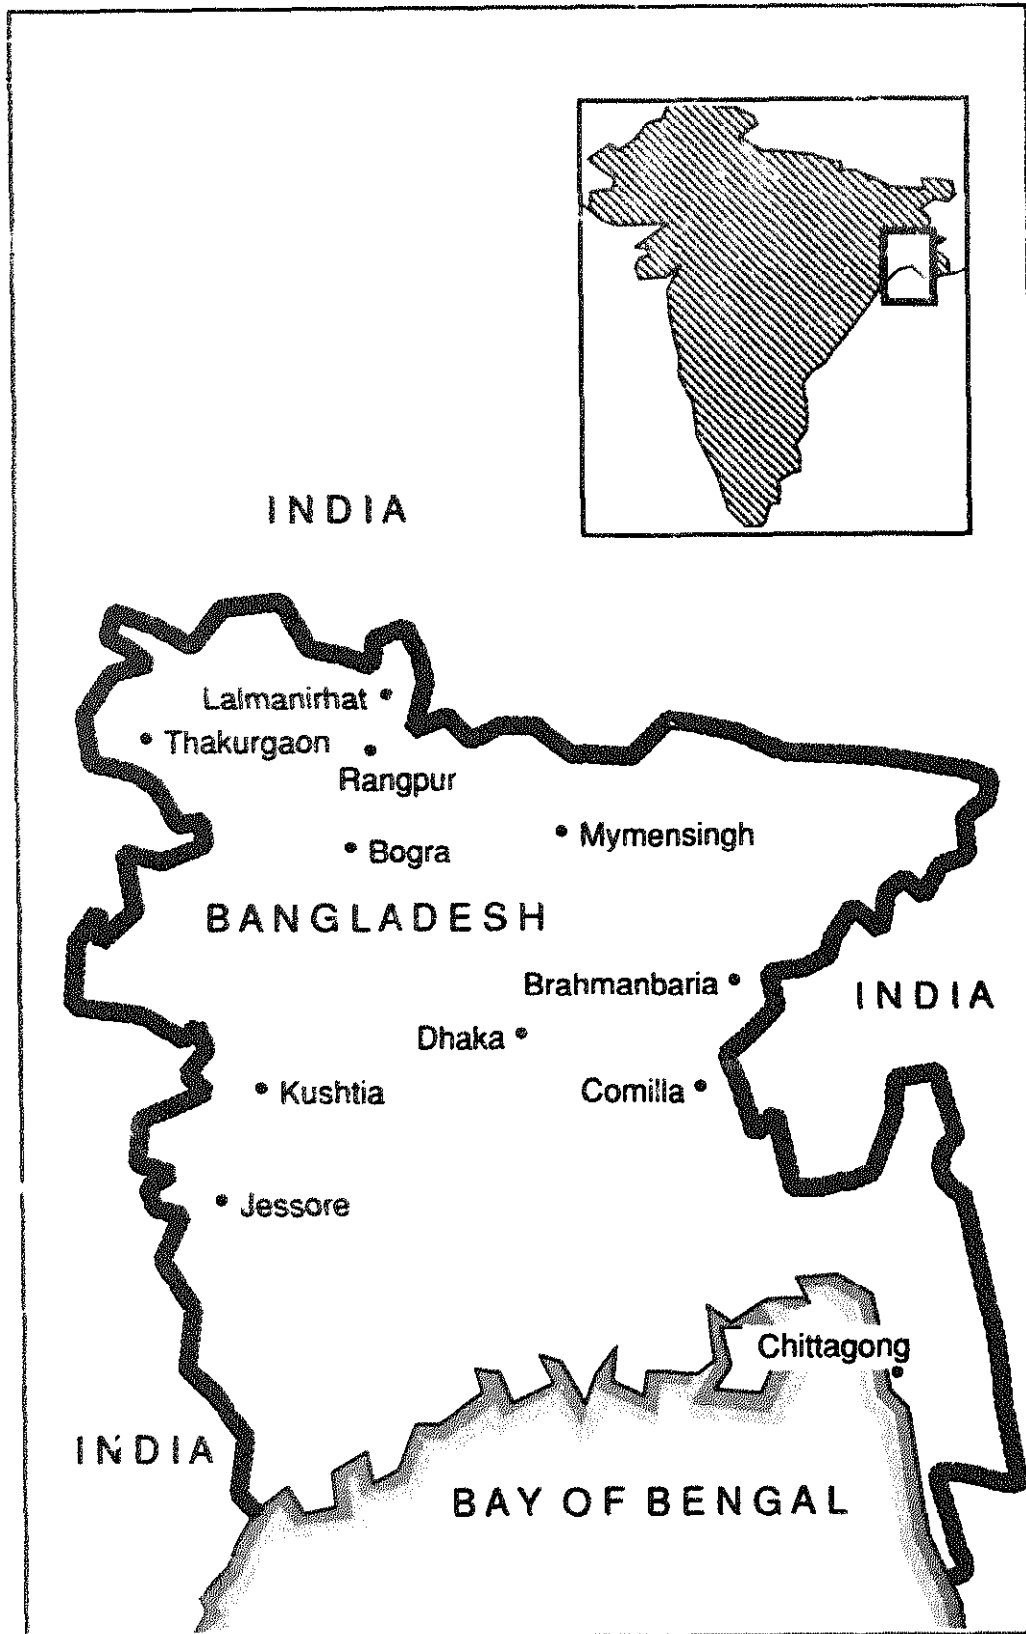 INDIA
Lalmanirhat
Thakurgaon
Rangpur
Mymensingh
Bogra
BANGLADESH
Brahmanbaria
INDIA
Dhaka
Kushtia
Comilla
Jessore
Chittagong
INDIA
BAY OF BENGAL